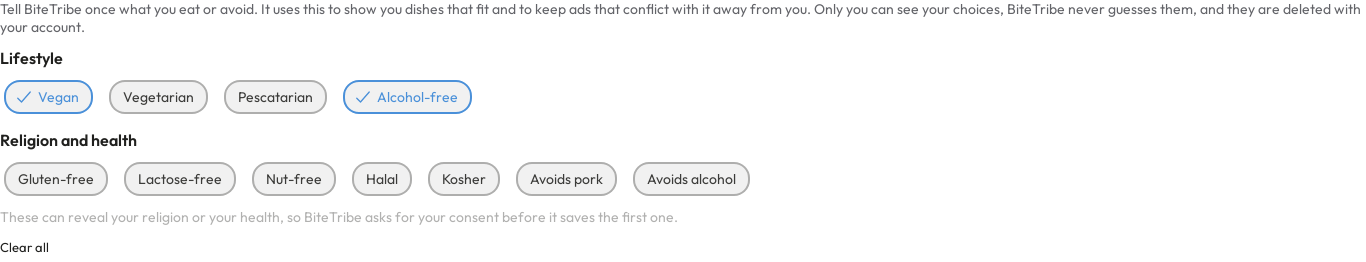 Tell BiteTribe once what you eat or avoid. It uses this to show you dishes that fit and to keep ads that conflict with it away from you. Only you can see your choices, BiteTribe never guesses them, and they are deleted with
your account.
Lifestyle
Vegan Vegetarian Pescatarian Alcohol-free
Religion and health
Gluten-free Lactose-free Nut-free Halal Kosher Avoids pork Avoids alcohol
These can reveal your religion or your health, so BiteTribe asks for your consent before it saves the first one.
Clear all